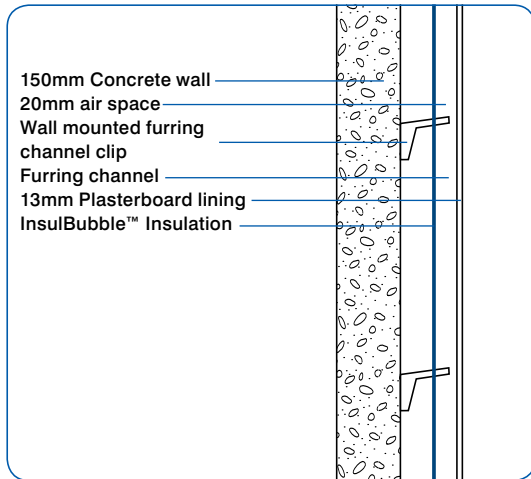 150mm Concrete wall
20mm air space
Wall mounted furring
channel clip
Furring channel
13mm Plasterboard lining
InsulBubble™ Insulation